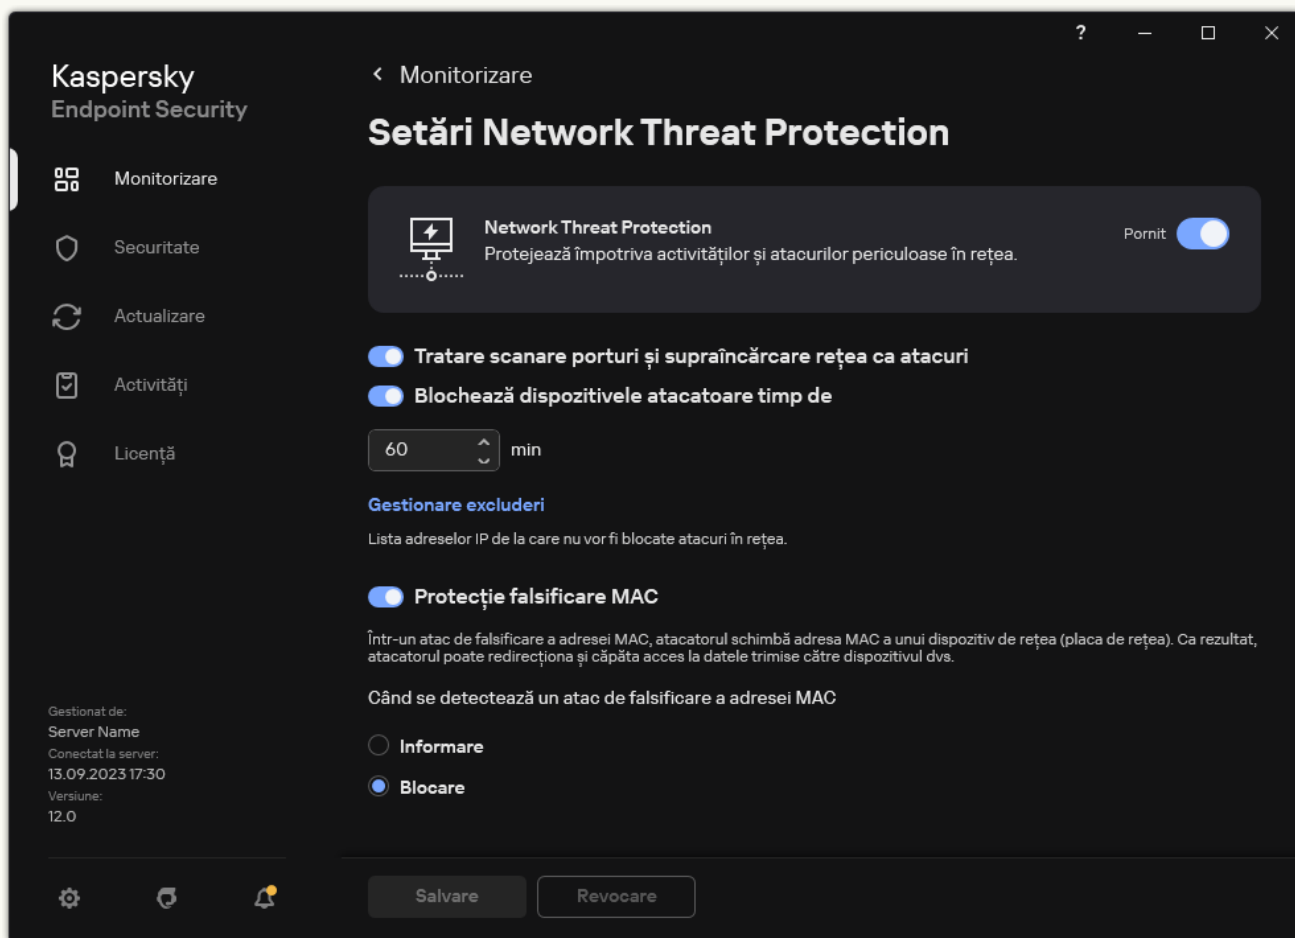 ?
Kaspersky
Endpoint Security
Monitorizare
Securitate
Actualizare
Activități
Licență
Gestionat de:
Server Name
Conectat la server:
13.09.2023 17:30
Versiune:
12.0
Monitorizare
Setări Network Threat Protection
Network Threat Protection
Protejează împotriva activităților și atacurilor periculoase în rețea.
Pornit
Tratare scanare porturi și supraîncărcare rețea ca atacuri
Blochează dispozitivele atacatoare timp de
60 min
Gestionare excluderi
Lista adreselor IP de la care nu vor fi blocate atacuri în rețea.
Protecție falsificare MAC
Într-un atac de falsificare a adresei MAC, atacatorul schimbă adresa MAC a unui dispozitiv de rețea (placa de rețea). Ca rezultat,
atacatorul poate redirecționa și căpăta acces la datele trimise către dispozitivul dvs.
Când se detectează un atac de falsificare a adresei MAC
Informare
Blocare
Salvare
Revocare